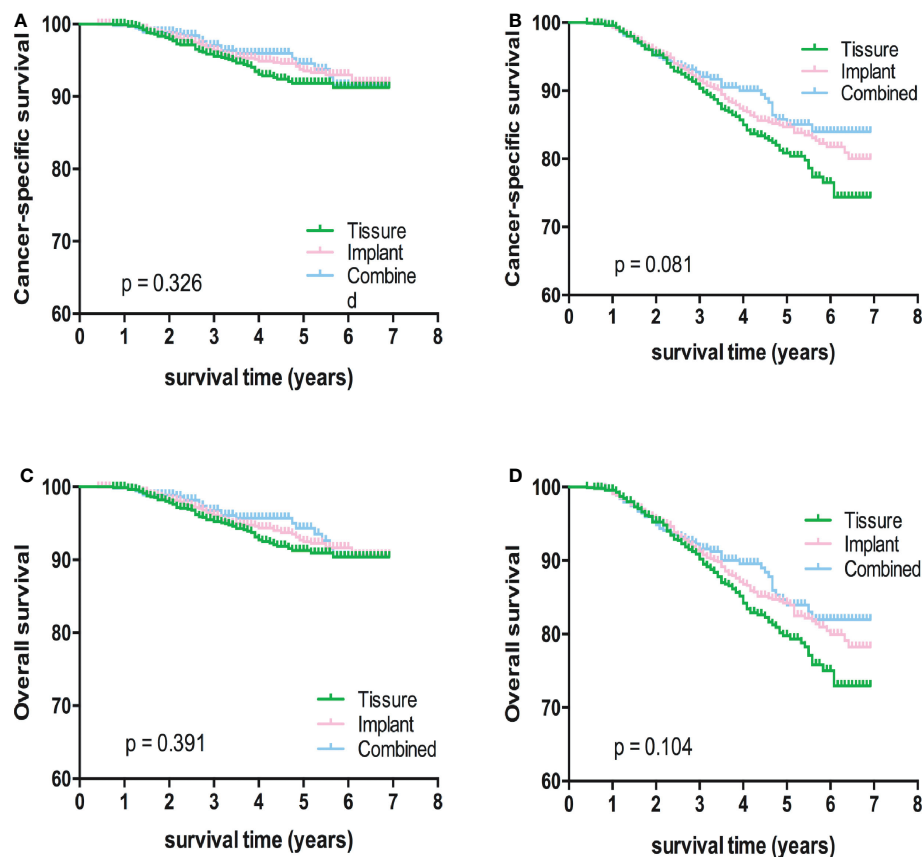 A
100
90
80
70
60
Cancer-specific survival
Tissure
Implant
Combine
d
p = 0.326
0 1 2 3 4 5 6 7 8
survival time (years)
B
100
90
80
70
60
Cancer-specific survival
Tissure
Implant
Combined
p = 0.081
0 1 2 3 4 5 6 7 8
survival time (years)
C
100
90
80
70
60
Overall survival
Tissure
Implant
Combined
p = 0.391
0 1 2 3 4 5 6 7 8
survival time (years)
D
100
90
80
70
60
Overall survival
Tissure
Implant
Combined
p = 0.104
0 1 2 3 4 5 6 7 8
survival time (years)